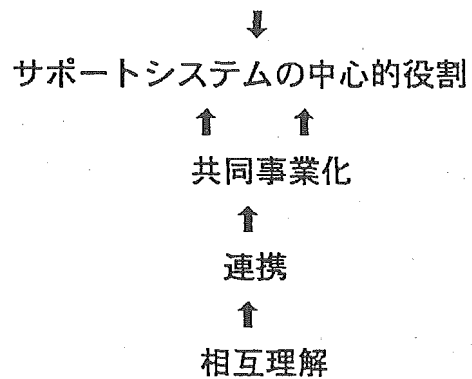 サポートシステムの中心的役割
共同事業化
連携
相互理解